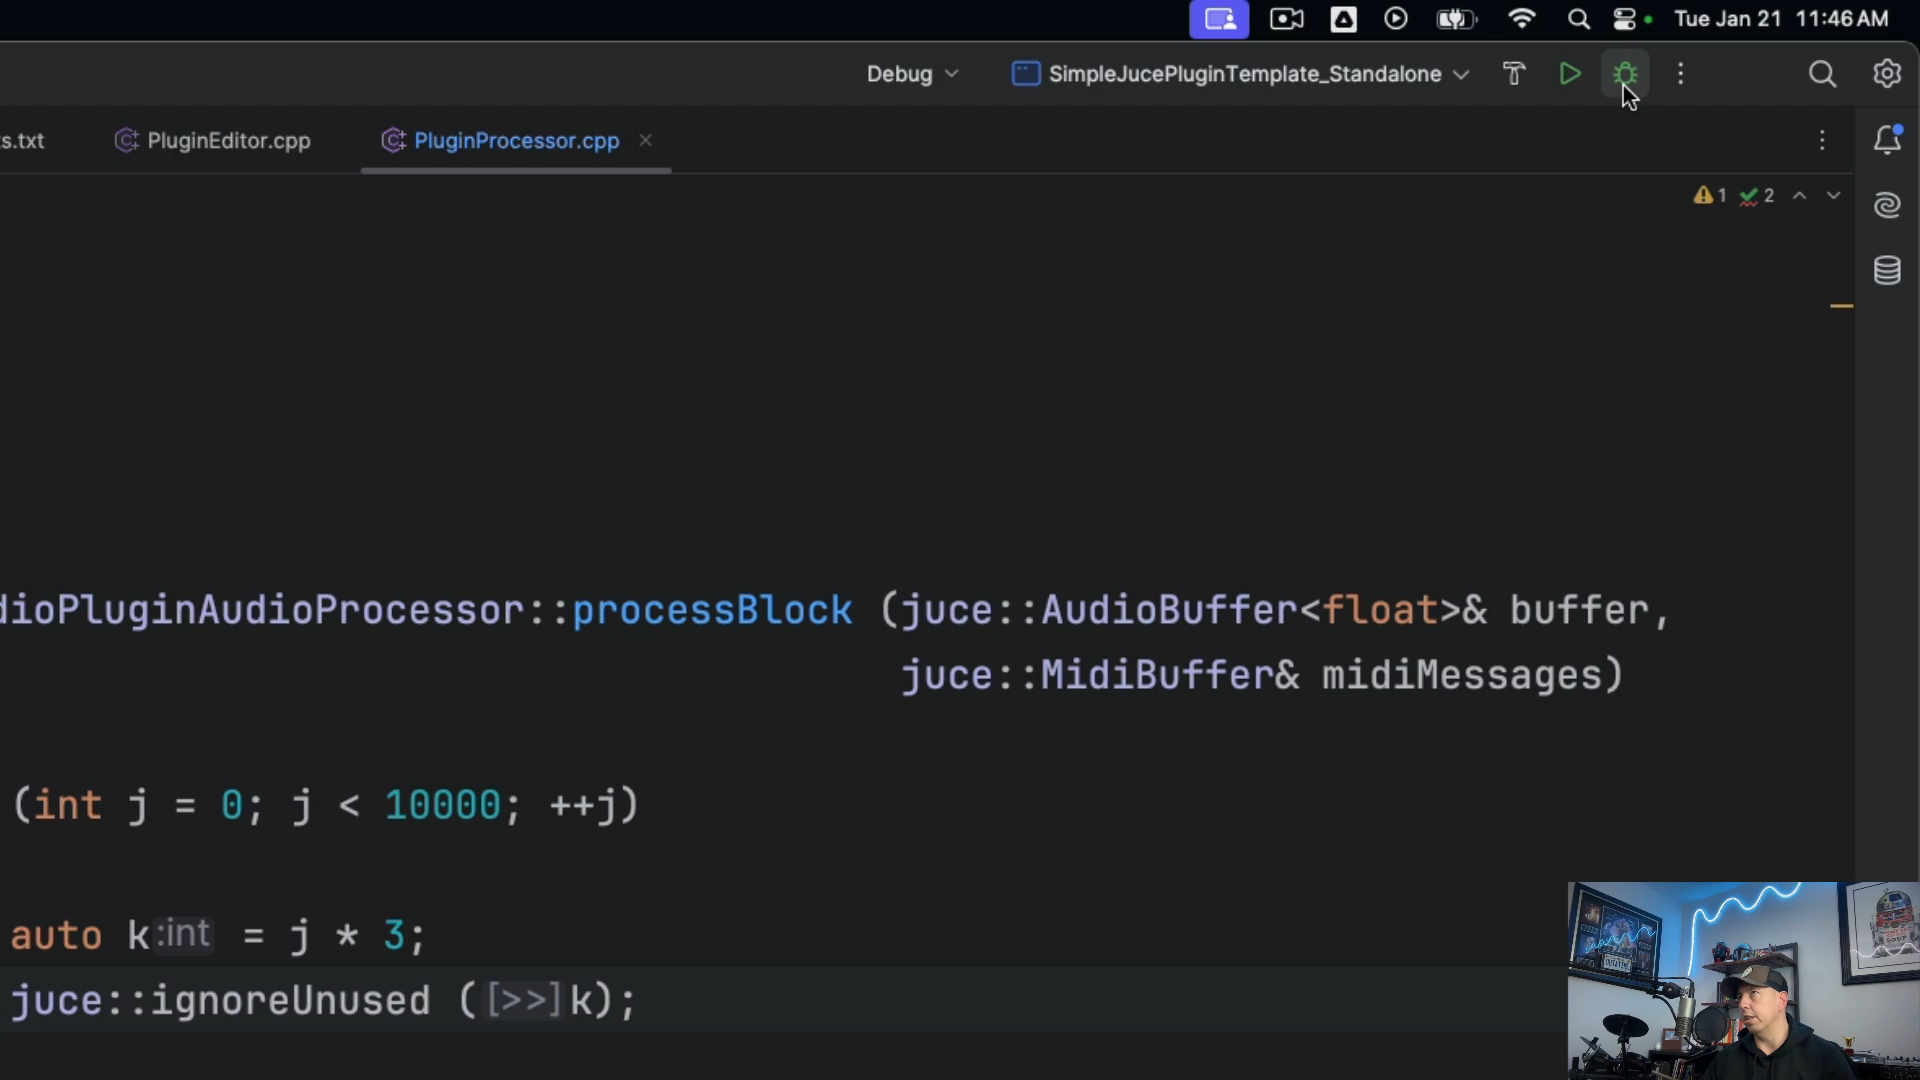 Tue Jan 21 11:46 AM
Debug
SimpleJucePluginTemplate_Standalone
s.txt
PluginEditor.cpp
PluginProcessor.cpp
1
2
dioPluginAudioProcessor::processBlock (juce::AudioBuffer<float>& buffer,
juce::MidiBuffer& midiMessages)
(int j = 0; j < 10000; ++j)
auto k:int = j * 3;
juce::ignoreUnused ([>>]k);